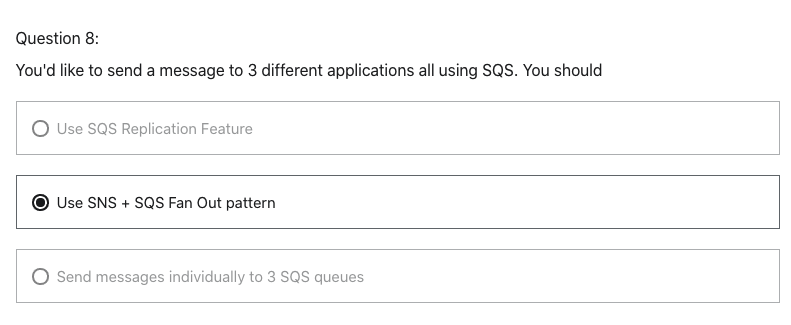 Question 8:
You'd like to send a message to 3 different applications all using SQS. You should
Use SQS Replication Feature
Use SNS + SQS Fan Out pattern
Send messages individually to 3 SQS queues